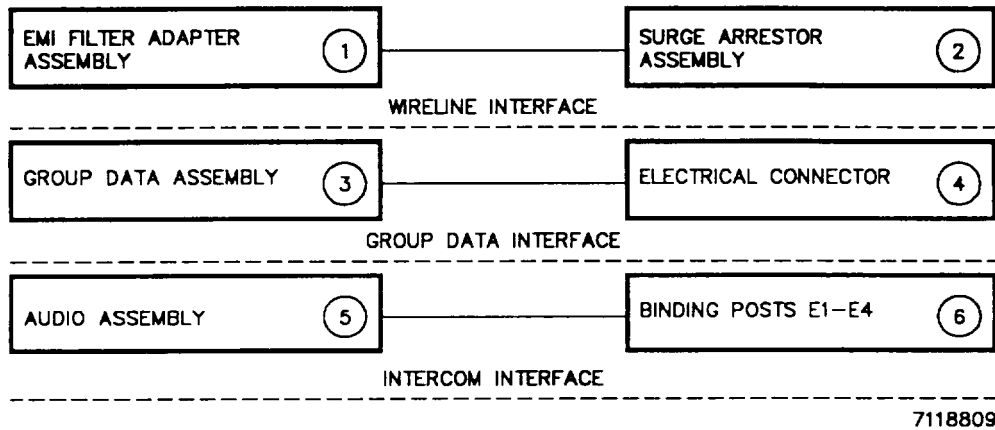 EMI FILTER ADAPTER
ASSEMBLY
1
SURGE ARRESTOR
ASSEMBLY
2
WIRELINE INTERFACE
GROUP DATA ASSEMBLY
3
ELECTRICAL CONNECTOR
4
GROUP DATA INTERFACE
AUDIO ASSEMBLY
5
BINDING POSTS E1-E4
6
INTERCOM INTERFACE
7118809